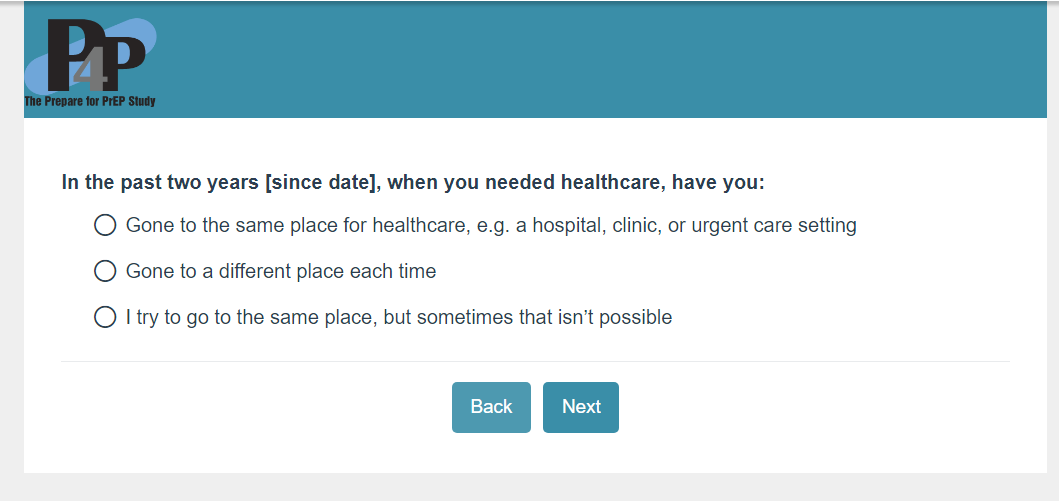 P4P
The Prepare for PrEP Study
In the past two years [since date], when you needed healthcare, have you:
Gone to the same place for healthcare, e.g. a hospital, clinic, or urgent care setting
Gone to a different place each time
I try to go to the same place, but sometimes that isn’t possible
Back
Next